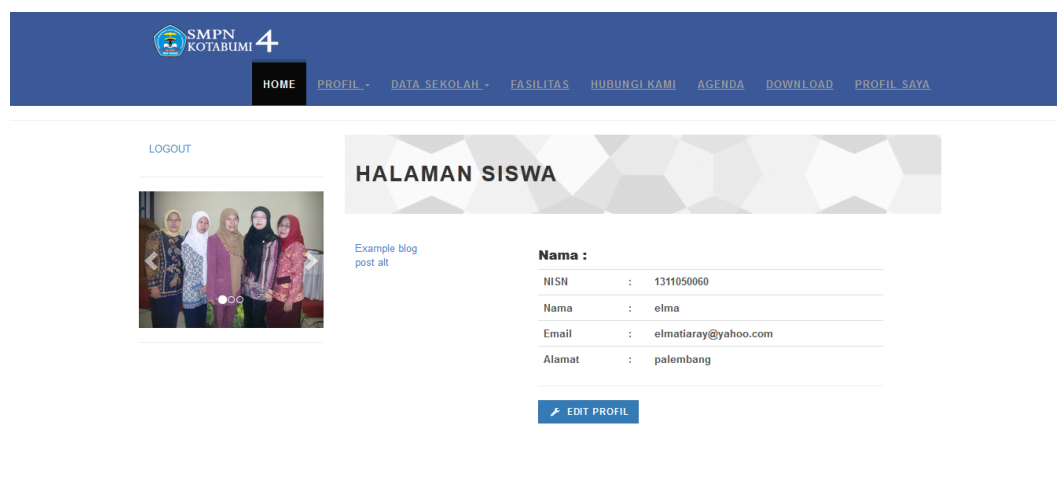 SMPN
KOTABUMI 4
HOME PROFIL DATA SEKOLAH FASILITAS HUBUNGI KAMI AGENDA DOWNLOAD PROFIL SAYA
LOGOUT
HALAMAN SISWA
Example blog
post alt
Nama :
NISN : 1311050060
Nama : elma
Email : elmatiaray@yahoo.com
Alamat : palembang
EDIT PROFIL